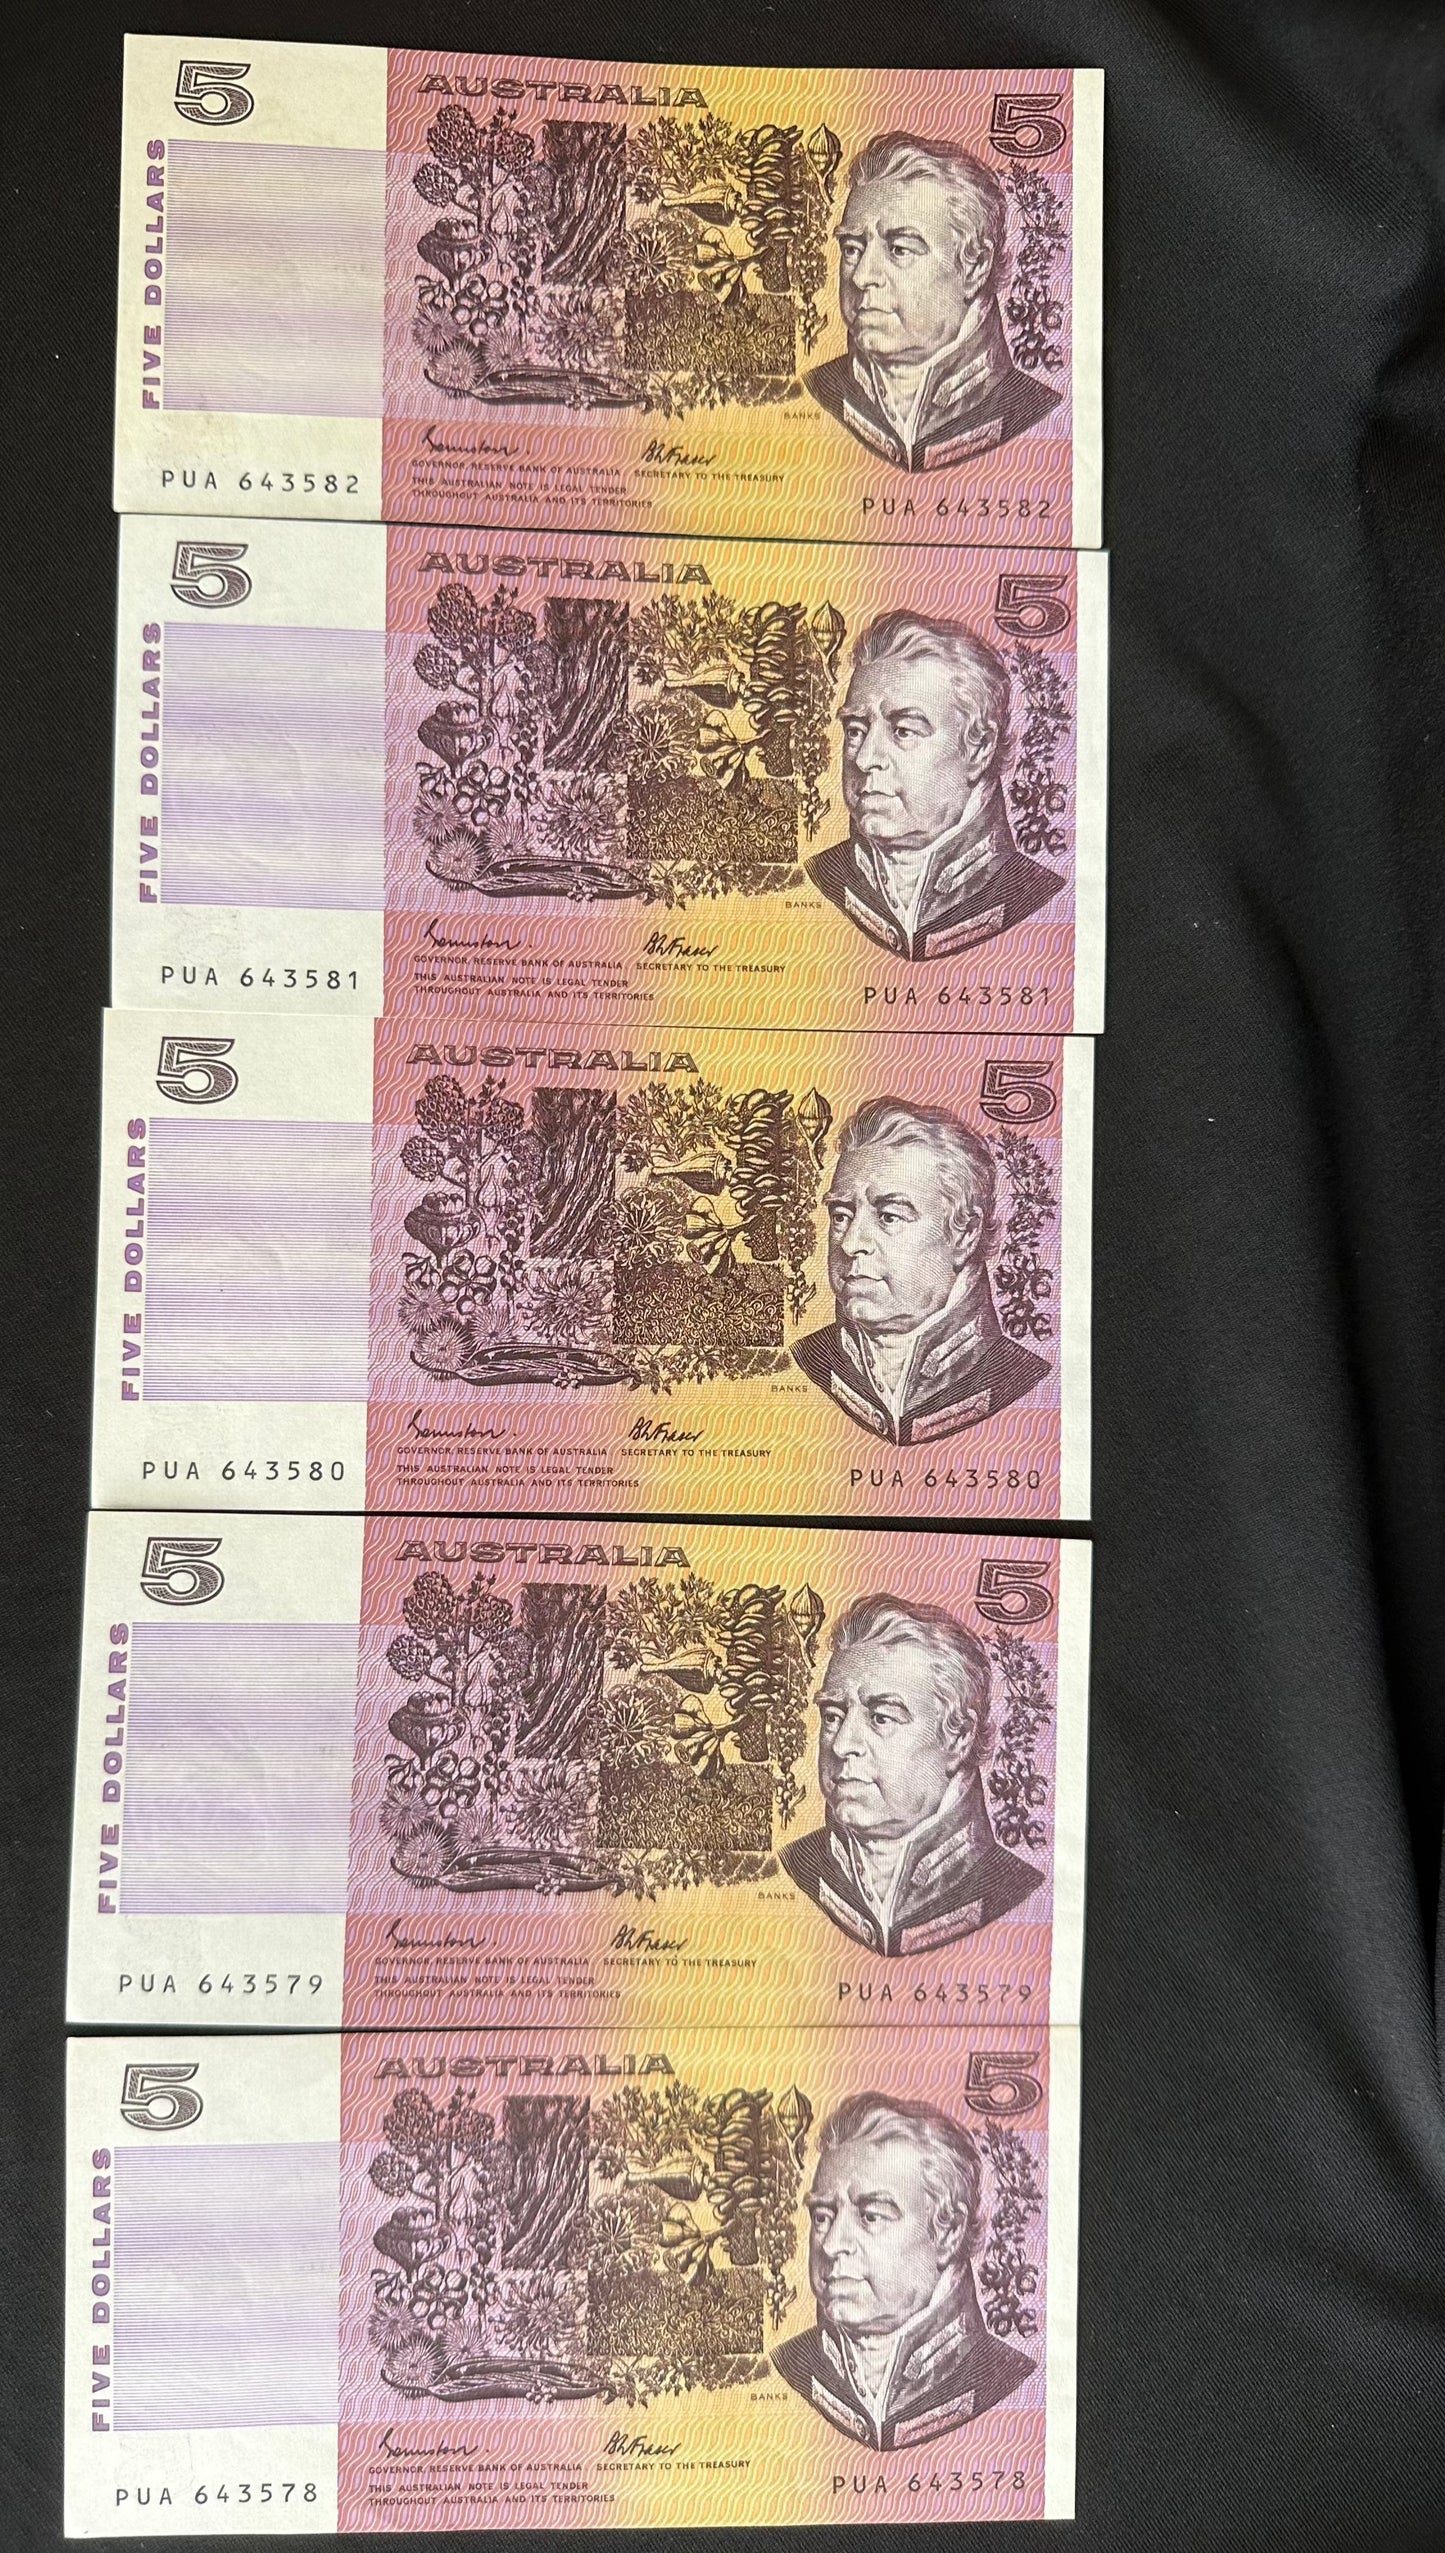 5
AUSTRALIA
5
FIVE DOLLARS
BANKS
GOVERNOR, RESERVE BANK OF AUSTRALIA SECRETARY TO THE TREASURY
THIS AUSTRALIAN NOTE IS LEGAL TENDER
THROUGHOUT AUSTRALIA AND ITS TERRITORIES
PUA 643582
PUA 643582
5
AUSTRALIA
5
FIVE DOLLARS
BANKS
GOVERNOR, RESERVE BANK OF AUSTRALIA SECRETARY TO THE TREASURY
THIS AUSTRALIAN NOTE IS LEGAL TENDER
THROUGHOUT AUSTRALIA AND ITS TERRITORIES
PUA 643581
PUA 643581
5
AUSTRALIA
5
FIVE DOLLARS
BANKS
GOVERNOR, RESERVE BANK OF AUSTRALIA SECRETARY TO THE TREASURY
THIS AUSTRALIAN NOTE IS LEGAL TENDER
THROUGHOUT AUSTRALIA AND ITS TERRITORIES
PUA 643580
PUA 643580
5
AUSTRALIA
5
FIVE DOLLARS
BANKS
GOVERNOR, RESERVE BANK OF AUSTRALIA SECRETARY TO THE TREASURY
THIS AUSTRALIAN NOTE IS LEGAL TENDER
THROUGHOUT AUSTRALIA AND ITS TERRITORIES
PUA 643579
PUA 643579
5
AUSTRALIA
5
FIVE DOLLARS
BANKS
GOVERNOR, RESERVE BANK OF AUSTRALIA SECRETARY TO THE TREASURY
THIS AUSTRALIAN NOTE IS LEGAL TENDER
THROUGHOUT AUSTRALIA AND ITS TERRITORIES
PUA 643578
PUA 643578